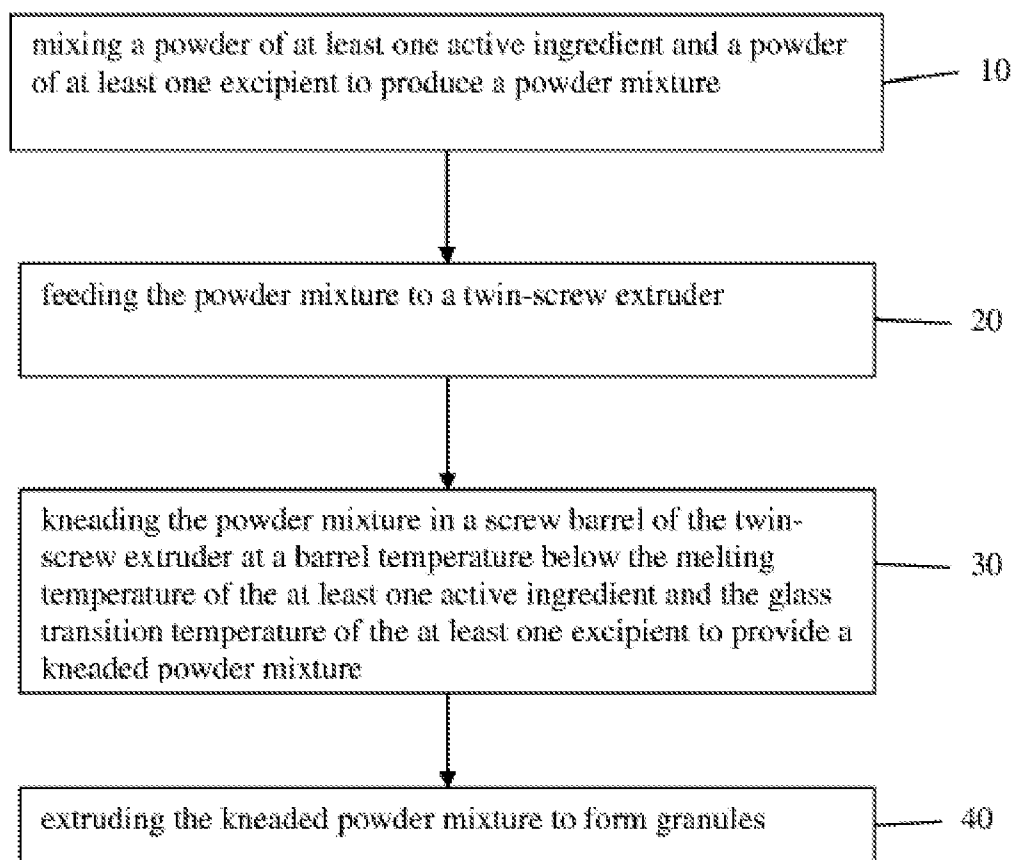 mixing a powder of at least one active ingredient and a powder
of at least one excipient to produce a powder mixture
10
feeding the powder mixture to a twin-screw extruder
20
kneading the powder mixture in a screw barrel of the twin-
screw extruder at a barrel temperature below the melting
temperature of the at least one active ingredient and the glass
transition temperature of the at least one excipient to provide a
kneaded powder mixture
30
extruding the kneaded powder mixture to form granules
40